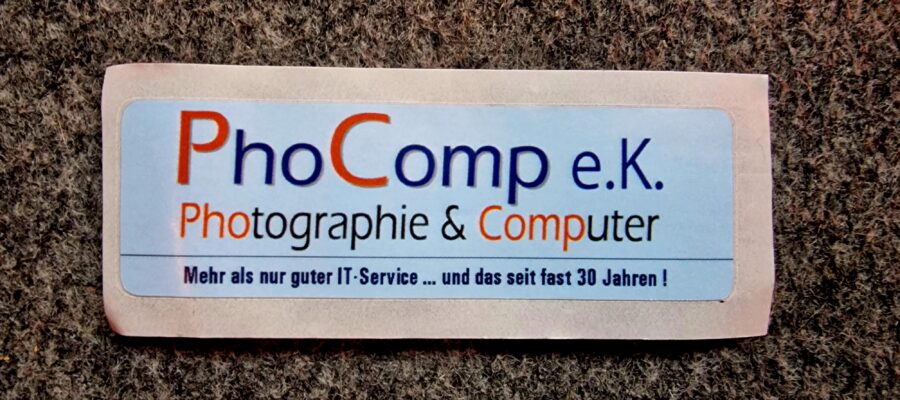 PhoComp e.K.
Photographie & Computer
Mehr als nur guter IT-Service ... und das seit fast 30 Jahren !